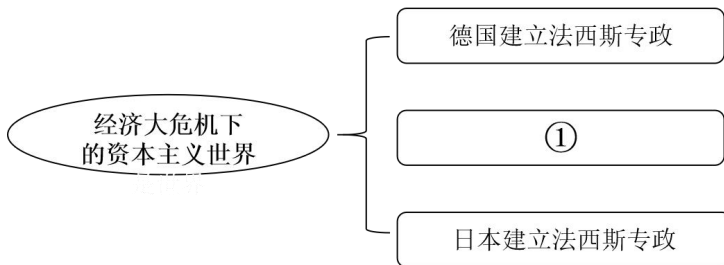 德国建立法西斯专政
经济大危机下
的资本主义世界
①
日本建立法西斯专政